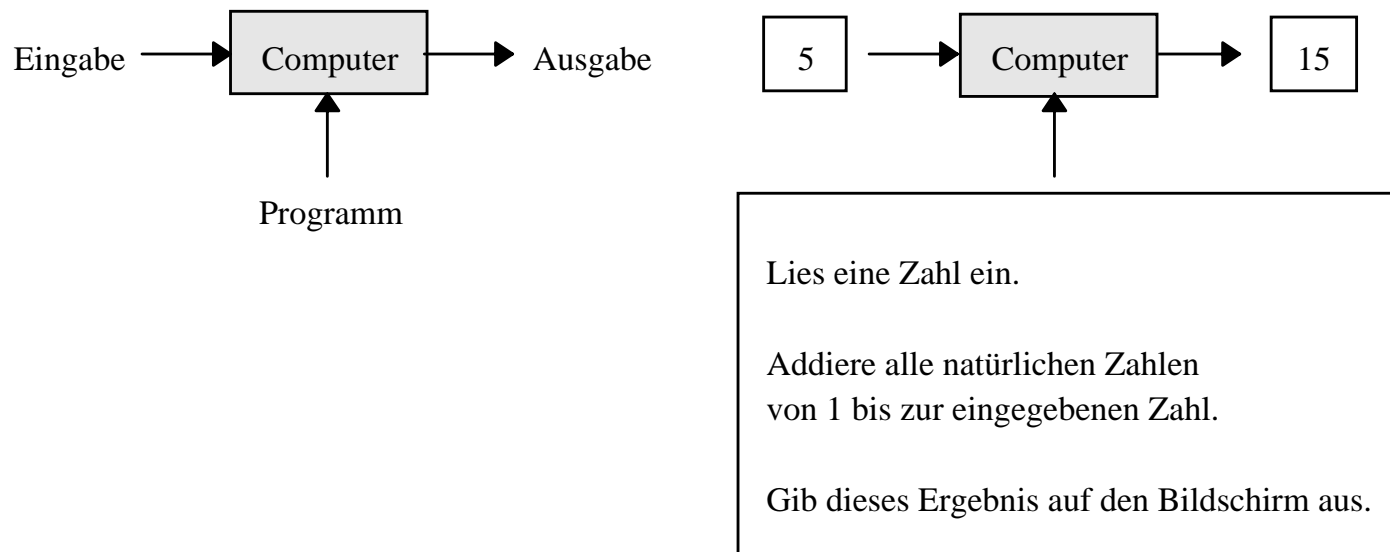 Eingabe Computer Ausgabe
Programm
5 Computer 15
Lies eine Zahl ein.
Addiere alle natürlichen Zahlen
von 1 bis zur eingegebenen Zahl.
Gib dieses Ergebnis auf den Bildschirm aus.